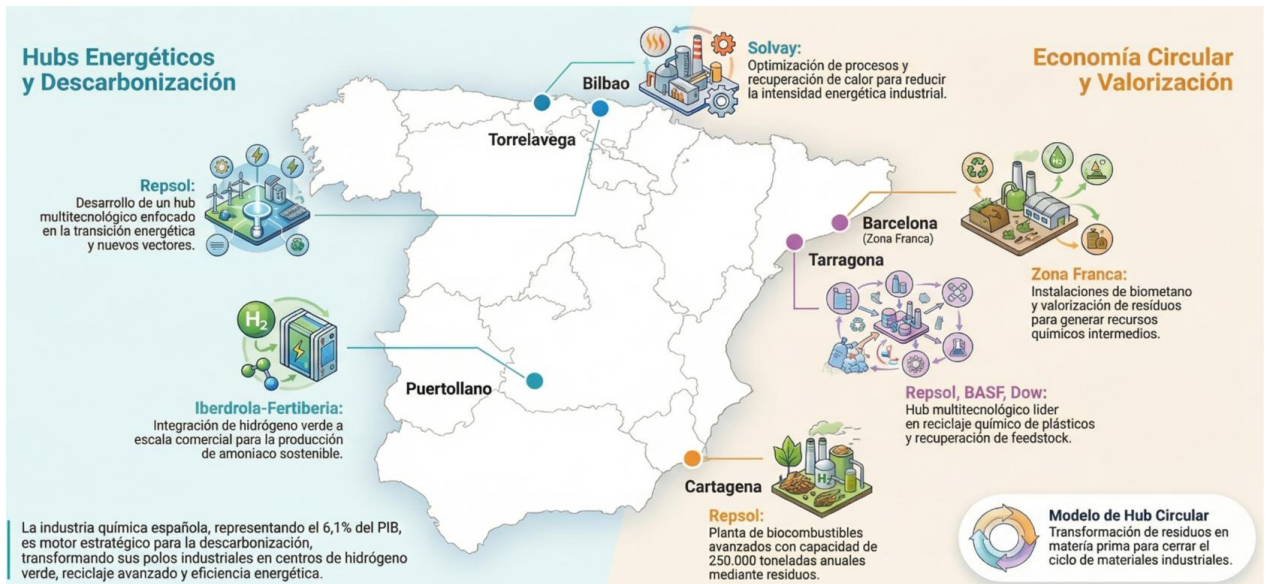 Hubs Energéticos
y Descarbonización
Repsol:
Desarrollo de un hub
multitecnológico enfocado
en la transición energética
y nuevos vectores.
H₂
Iberdrola-Fertiberia:
Integración de hidrógeno verde a
escala comercial para la producción
de amoniaco sostenible.
La industria química española, representando el 6,1% del PIB,
es motor estratégico para la descarbonización,
transformando sus polos industriales en centros de hidrógeno
verde, reciclaje avanzado y eficiencia energética.
Bilbao
Torrelavega
Puertollano
Solvay:
Optimización de procesos y
recuperación de calor para reducir
la intensidad energética industrial.
Economía Circular
y Valorización
Barcelona
(Zona Franca)
Tarragona
H₂
Zona Franca:
Instalaciones de biometano
y valorización de resíduos
para generar recursos
químicos intermedios.
Repsol, BASF, Dow:
Hub multitecnológico lider
en reciclaje químico de plásticos
y recuperación de feedstock.
Cartagena
H₂
Repsol:
Planta de biocombustibles
avanzados con capacidad de
250.000 toneladas anuales
mediante residuos.
Modelo de Hub Circular
Transformación de residuos en
matería prima para cerrar el
ciclo de materiales industriales.